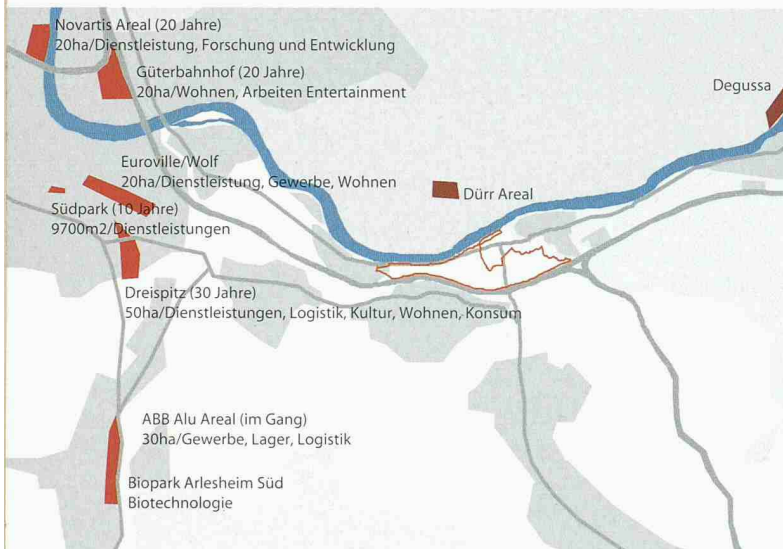 Novartis Areal (20 Jahre)
20ha/Dienstleistung, Forschung und Entwicklung
Güterbahnhof (20 Jahre)
20ha/Wohnen, Arbeiten Entertainment
Degussa
Euroville/Wolf
20ha/Dienstleistung, Gewerbe, Wohnen
Dürr Areal
Südpark (10 Jahre)
9700m2/Dienstleistungen
Dreispitz (30 Jahre)
50ha/Dienstleistungen, Logistik, Kultur, Wohnen, Konsum
ABB Alu Areal (im Gang)
30ha/Gewerbe, Lager, Logistik
Biopark Arlesheim Süd
Biotechnologie